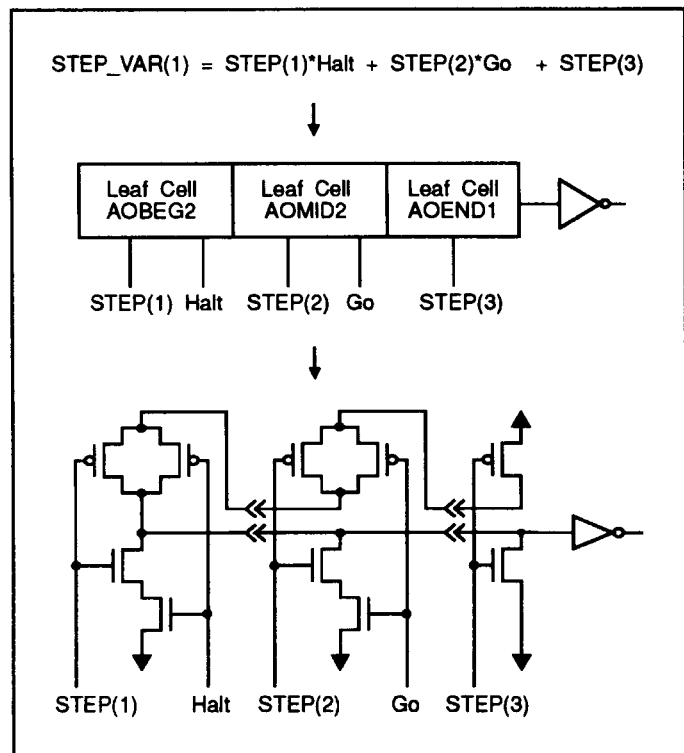 STEP_VAR(1) = STEP(1)*Halt + STEP(2)*Go + STEP(3)
Leaf Cell AOBEG2
Leaf Cell AOMID2
Leaf Cell AOEND1
STEP(1) Halt STEP(2) Go STEP(3)
STEP(1) Halt STEP(2) Go STEP(3)